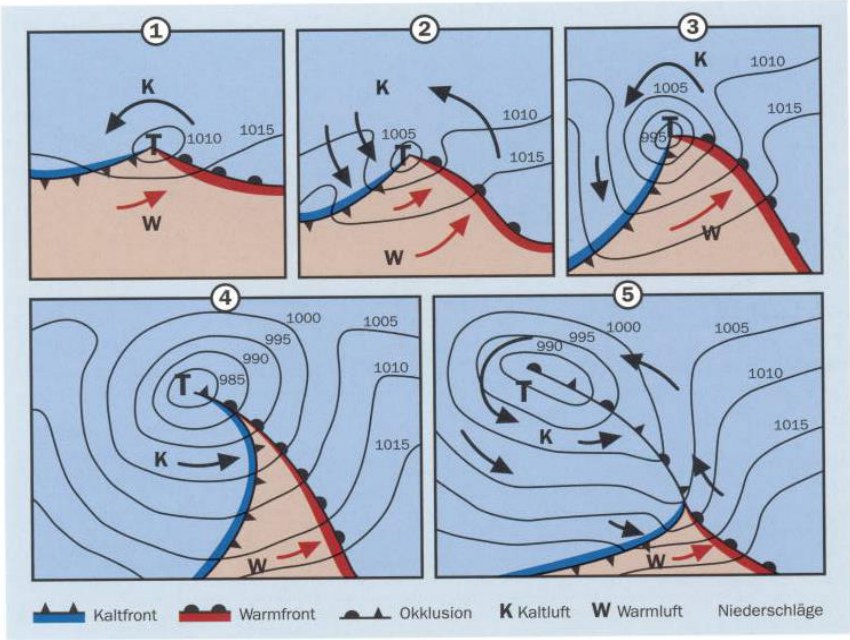 1
K
T
1010
1015
W
2
K
1005
T
1010
1015
W
3
K
1010
1005
T
995
1015
W
4
1000
1005
995
990
T
985
1010
1015
K
W
5
1000
1005
995
990
T
1010
K
1015
W
Kaltfront
Warmfront
Okklusion
K Kaltluft
W Warmluft
Niederschläge